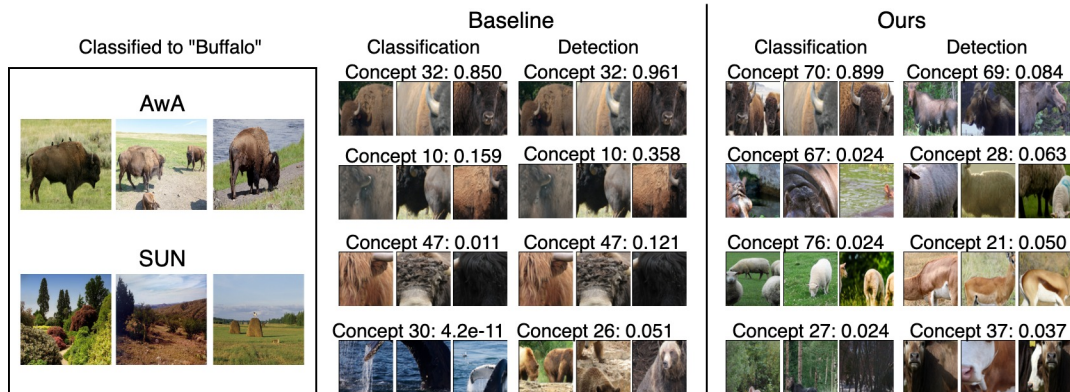 Baseline
Ours
Classified to "Buffalo"
Classification
Detection
Classification
Detection
AwA
SUN
Concept 32: 0.850
Concept 32: 0.961
Concept 70: 0.899
Concept 69: 0.084
Concept 10: 0.159
Concept 10: 0.358
Concept 67: 0.024
Concept 28: 0.063
Concept 47: 0.011
Concept 47: 0.121
Concept 76: 0.024
Concept 21: 0.050
Concept 30: 4.2e-11
Concept 26: 0.051
Concept 27: 0.024
Concept 37: 0.037